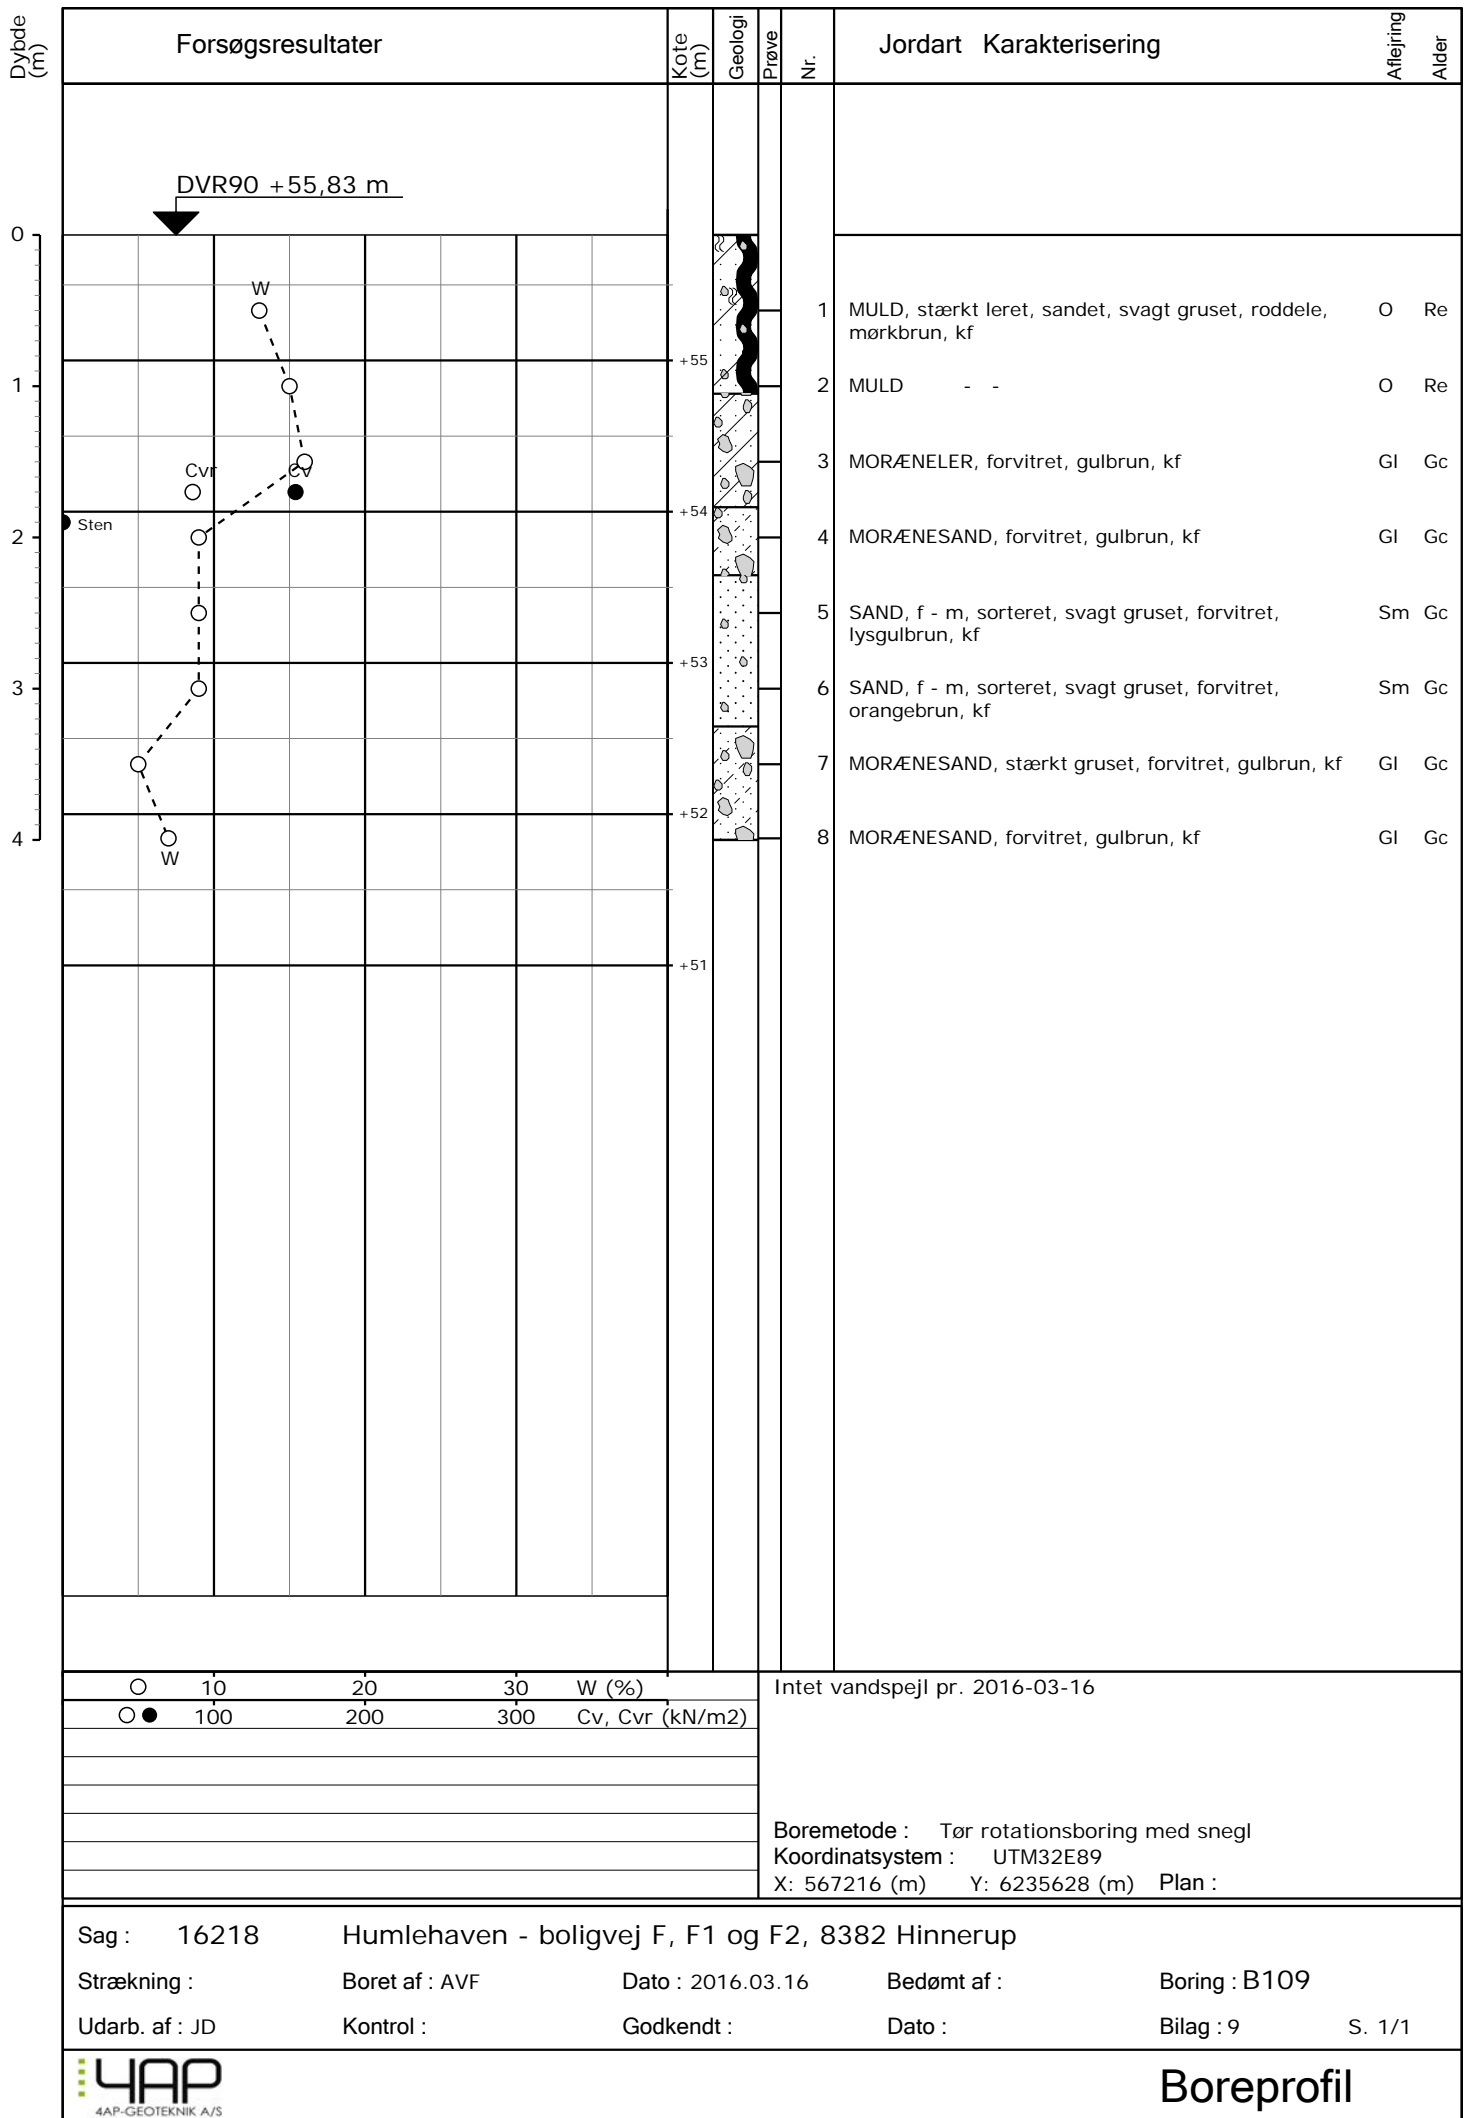 Dybde (m)
Forsøgsresultater
Kote (m)
Geologi
Prøve
Nr.
Jordart Karakterisering
Aflejring
Alder
DVR90 +55,83 m
0
W
1 MULD, stærkt leret, sandet, svagt gruset, roddele, O Re
mørkbrun, kf
+55
1
2 MULD - - O Re
3 MORÆNELER, forvitret, gulbrun, kf Gl Gc
Cvr Cv
+54
Sten
2
4 MORÆNESAND, forvitret, gulbrun, kf Gl Gc
5 SAND, f - m, sorteret, svagt gruset, forvitret, Sm Gc
lysgulbrun, kf
+53
3
6 SAND, f - m, sorteret, svagt gruset, forvitret, Sm Gc
orangebrun, kf
7 MORÆNESAND, stærkt gruset, forvitret, gulbrun, kf Gl Gc
+52
4
8 MORÆNESAND, forvitret, gulbrun, kf Gl Gc
W
+51
10 20 30 W (%)
100 200 300 Cv, Cvr (kN/m2)
Intet vandspejl pr. 2016-03-16
Boremetode : Tør rotationsboring med snegl
Koordinatsystem : UTM32E89
X: 567216 (m) Y: 6235628 (m) Plan :
Sag : 16218 Humlehaven - boligvej F, F1 og F2, 8382 Hinnerup
Strækning : Boret af : AVF Dato : 2016.03.16 Bedømt af : Boring : B109
Udarb. af : JD Kontrol : Godkendt : Dato : Bilag : 9 S. 1/1
4AP
4AP-GEOTEKNIK A/S
Boreprofil